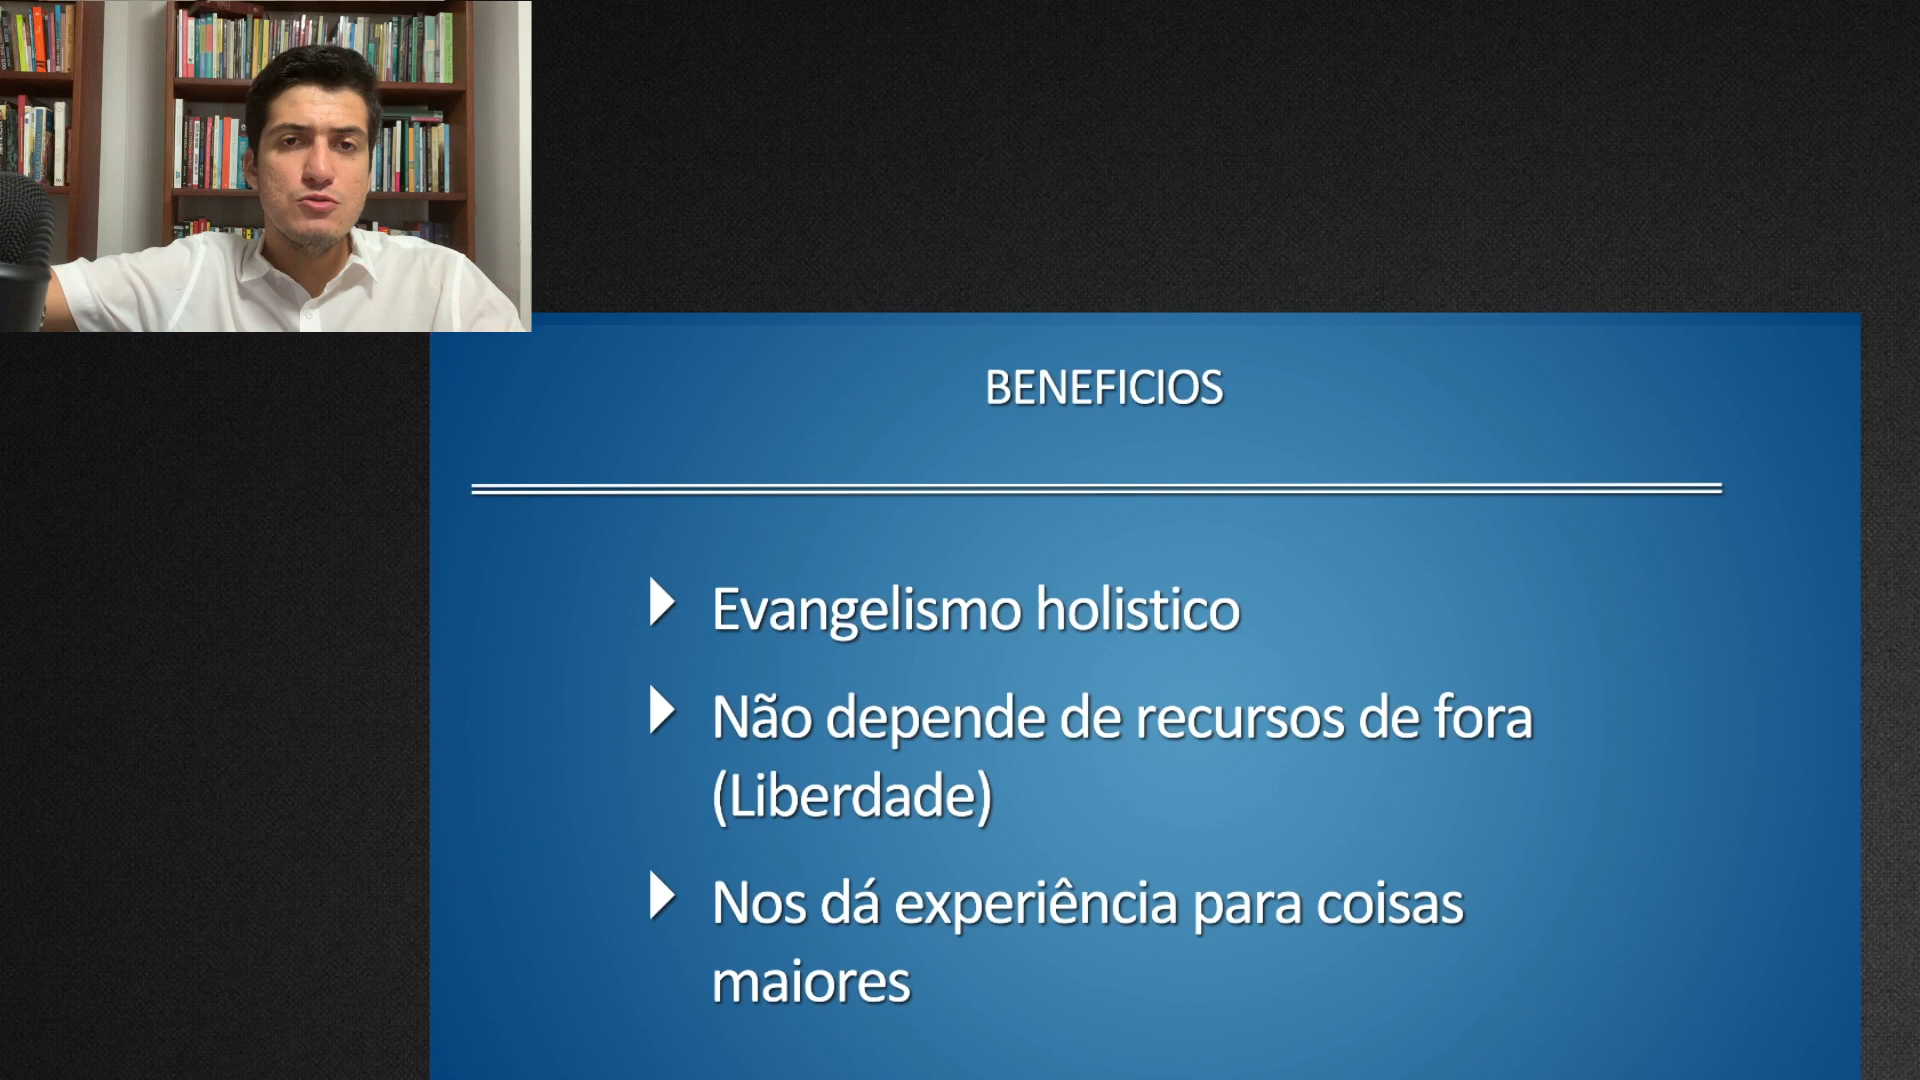 BENEFICIOS
Evangelismo holistico
Não depende de recursos de fora
(Liberdade)
Nos dá experiência para coisas
maiores